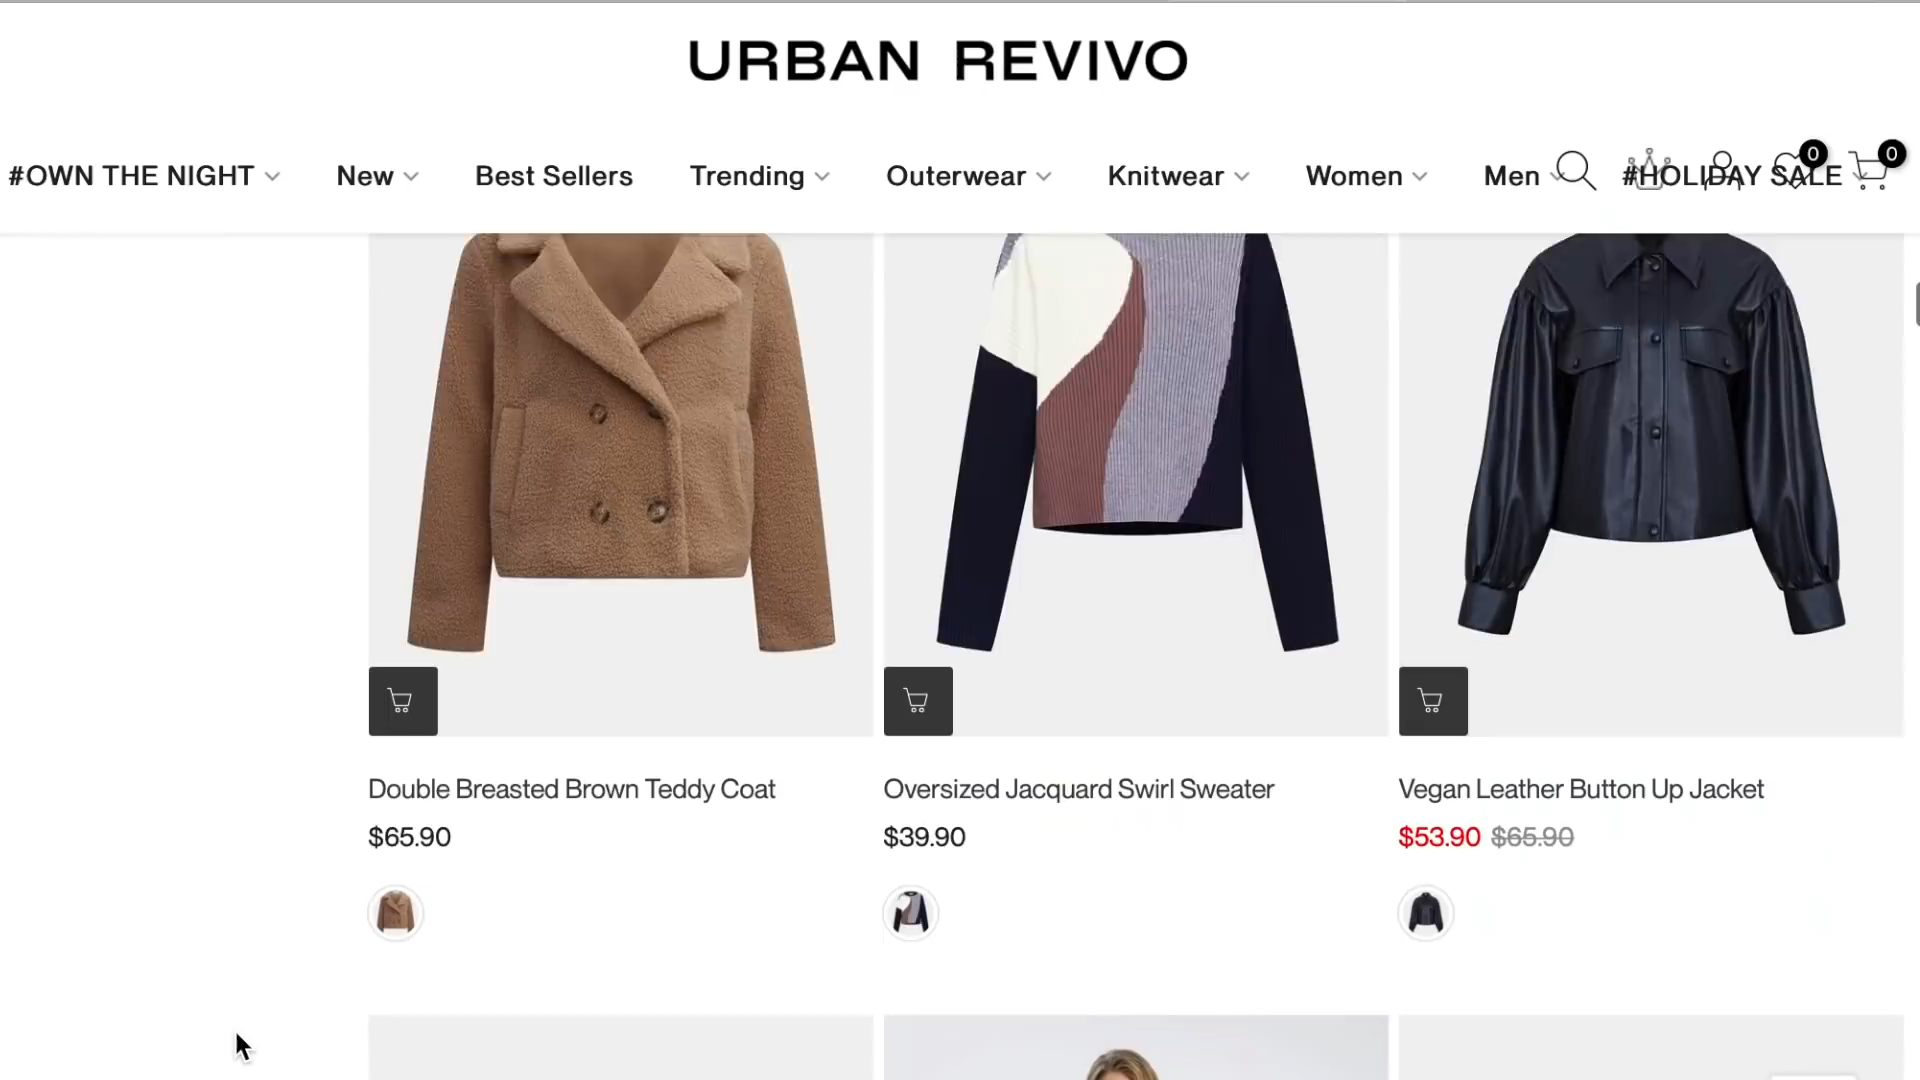 URBAN REVIVO
#OWN THE NIGHT New Best Sellers Trending Outerwear Knitwear Women Men #HOLIDAY SALE 0 0
Double Breasted Brown Teddy Coat
$65.90
Oversized Jacquard Swirl Sweater
$39.90
Vegan Leather Button Up Jacket
$53.90 $65.90